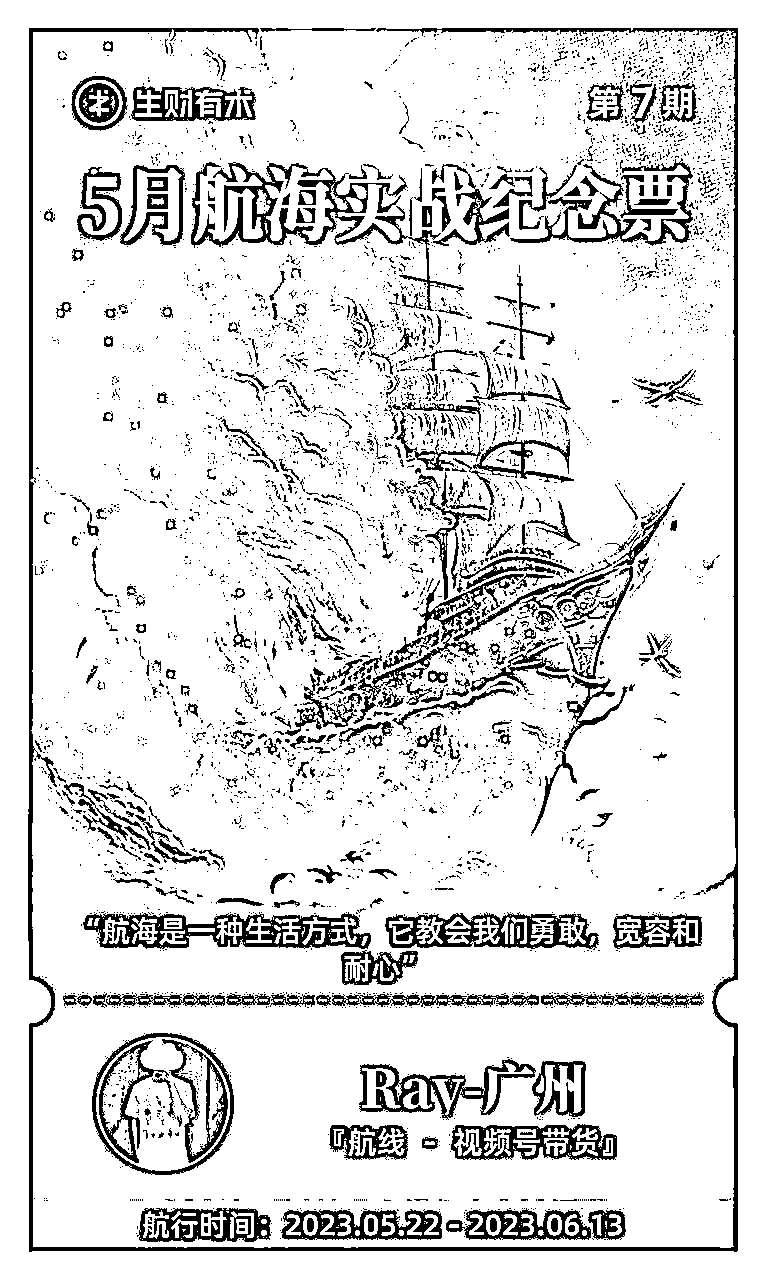 生财有术
第 7 期
5月航海实战纪念票
“航海是一种生活方式，它教会我们勇敢，宽容和
耐心”
Ray-广州
『航线 - 视频号带货』
航行时间：2023.05.22 - 2023.06.13